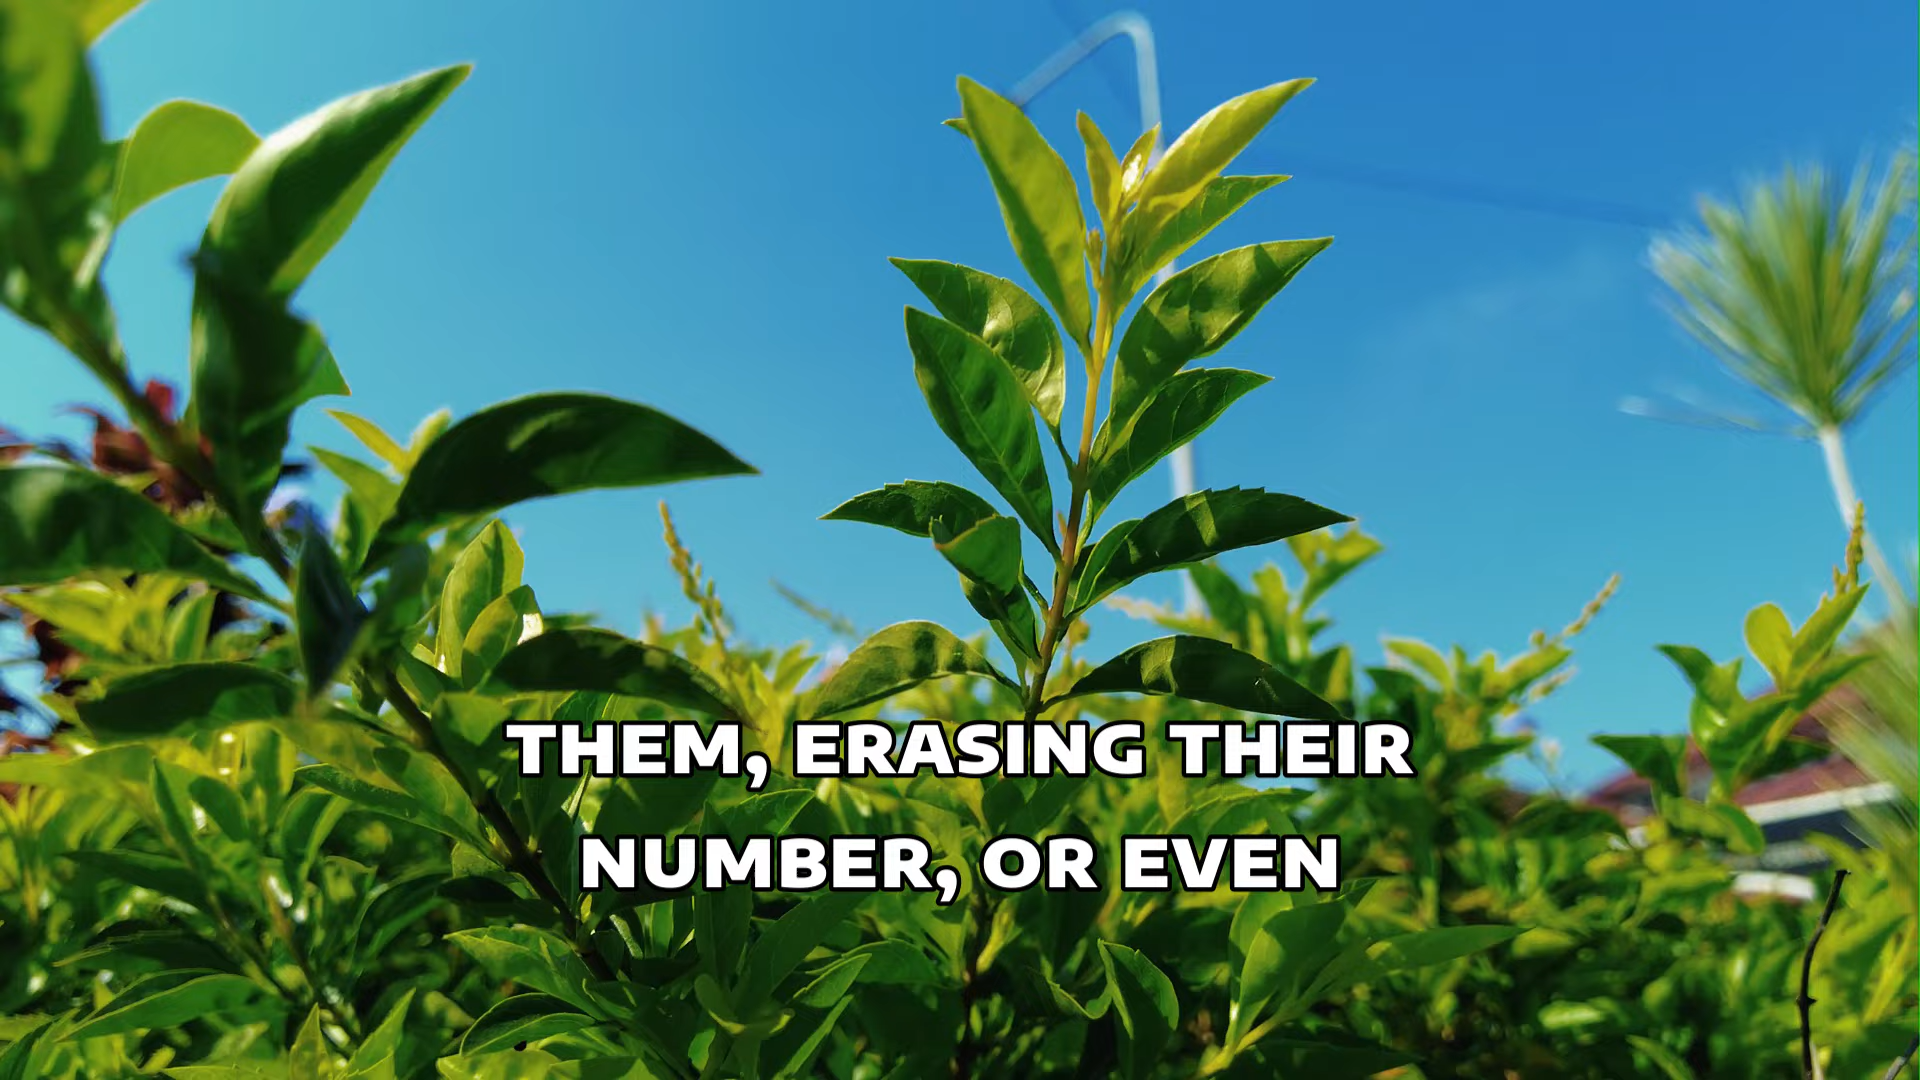 THEM, ERASING THEIR
NUMBER, OR EVEN